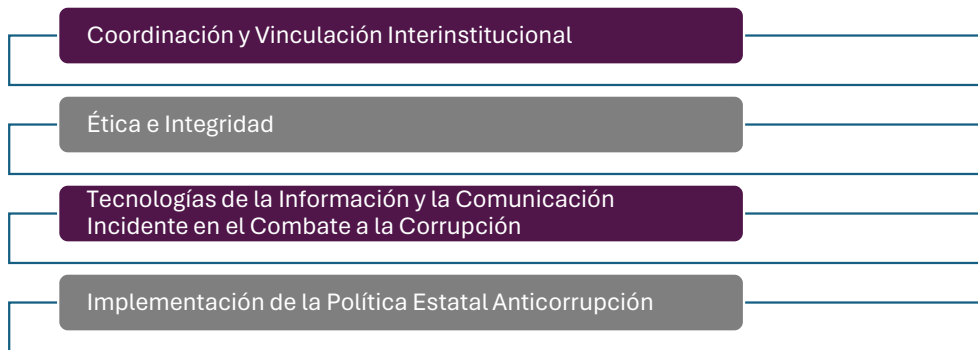 Coordinación y Vinculación Interinstitucional
Ética e Integridad
Tecnologías de la Información y la Comunicación
Incidente en el Combate a la Corrupción
Implementación de la Política Estatal Anticorrupción